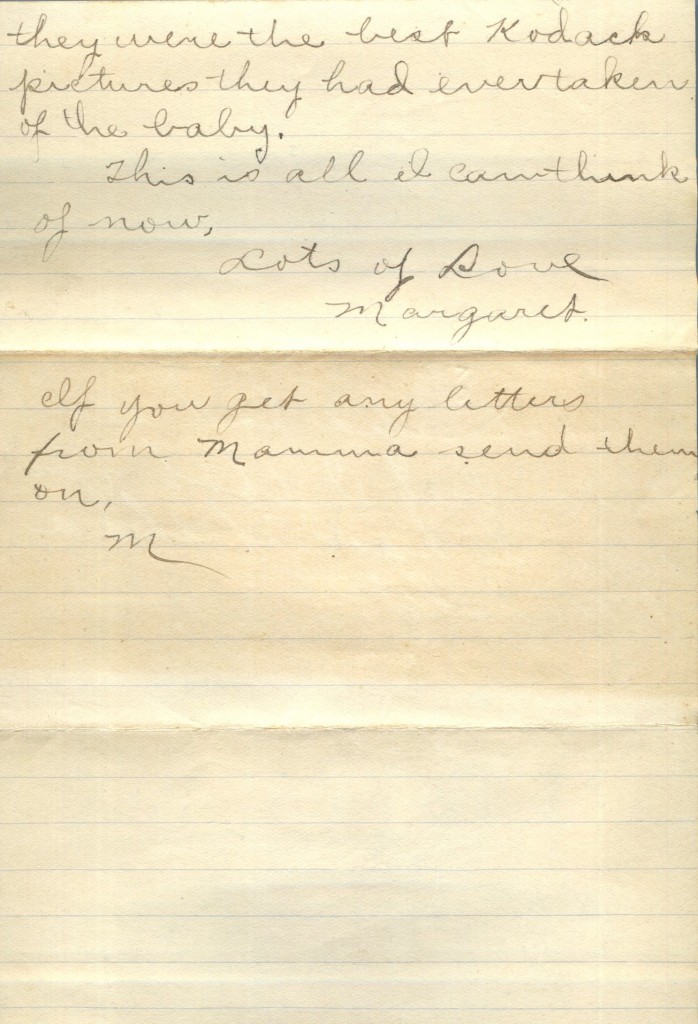 they were the best Kodack
pictures they had ever taken
of the baby.
This is all I can think
of now,
Lots of Love
Margaret.
If you get any letters
from Mamma send them
on,
M